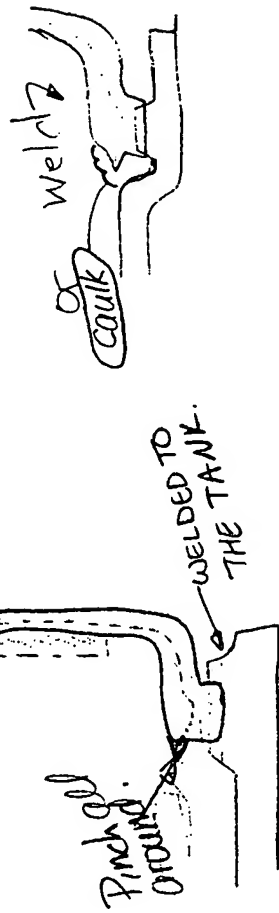 Pinch all
around.
WELDED TO
THE TANK.
Weld
or
caulk